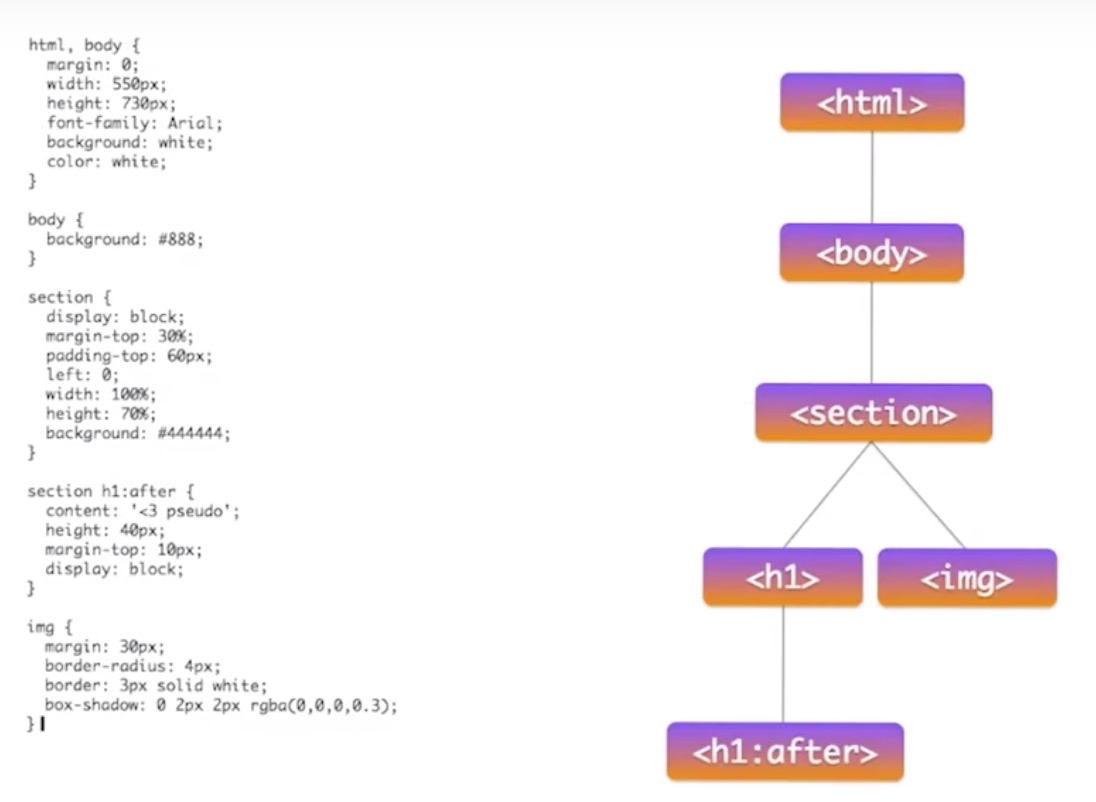 html, body {
  margin: 0;
  width: 550px;
  height: 730px;
  font-family: Arial;
  background: white;
  color: white;
}

body {
  background: #888;
}

section {
  display: block;
  margin-top: 30%;
  padding-top: 60px;
  left: 0;
  width: 100%;
  height: 70%;
  background: #444444;
}

section h1:after {
  content: '<3 pseudo';
  height: 40px;
  margin-top: 10px;
  display: block;
}

img {
  margin: 30px;
  border-radius: 4px;
  border: 3px solid white;
  box-shadow: 0 2px 2px rgba(0,0,0,0.3);
}
<html>
<body>
<section>
<h1>
<img>
<h1:after>